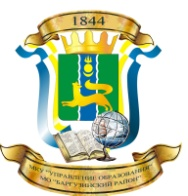 1844
МКУ "УПРАВЛЕНИЕ ОБРАЗОВАНИЯ"
МО "БАРГУЗИНСКИЙ РАЙОН"